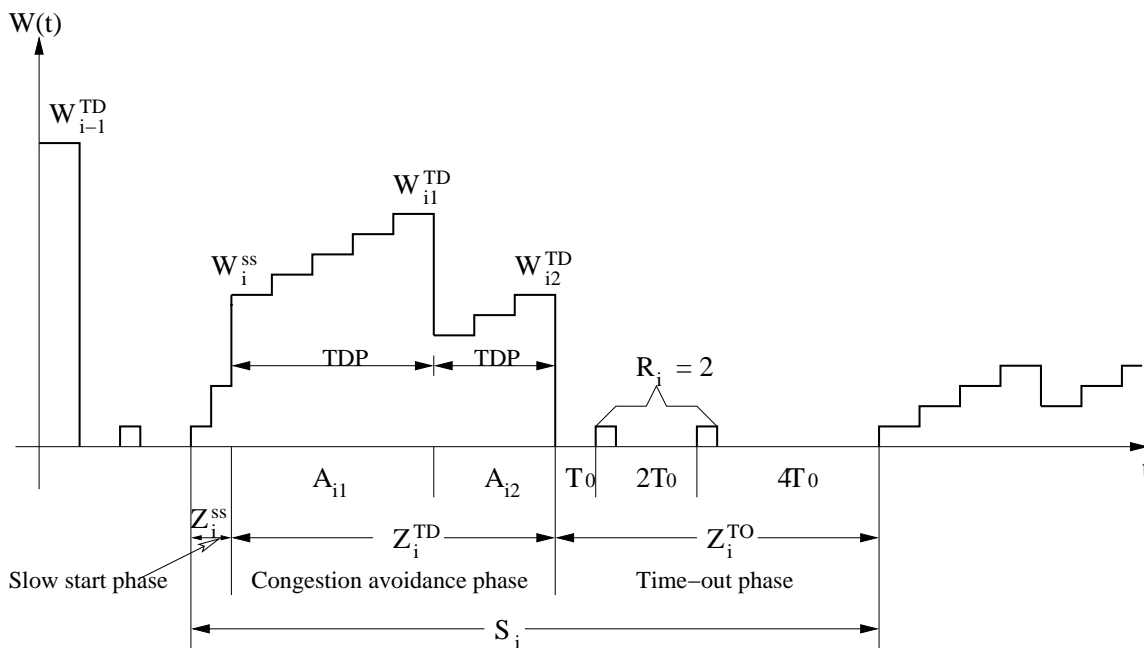 W(t)
W i−1 TD
W i1 TD
W i ss
W i2 TD
TDP TDP
R i = 2
A i1 A i2 T0 2T0 4T0 t
Z i ss
Z i TD Z i TO
Slow start phase Congestion avoidance phase Time−out phase
S i